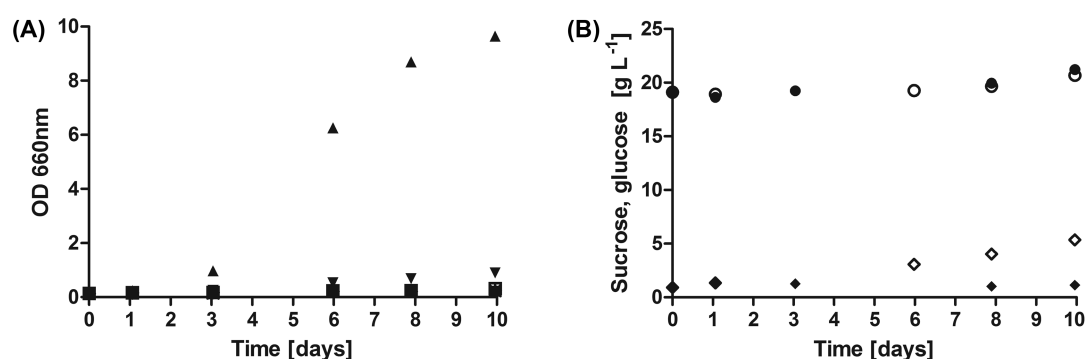 (A)
OD 660nm
10
8
6
4
2
0
0 1 2 3 4 5 6 7 8 9 10
Time [days]
(B)
Sucrose, glucose [g L-1]
25
20
15
10
5
0
0 1 2 3 4 5 6 7 8 9 10
Time [days]